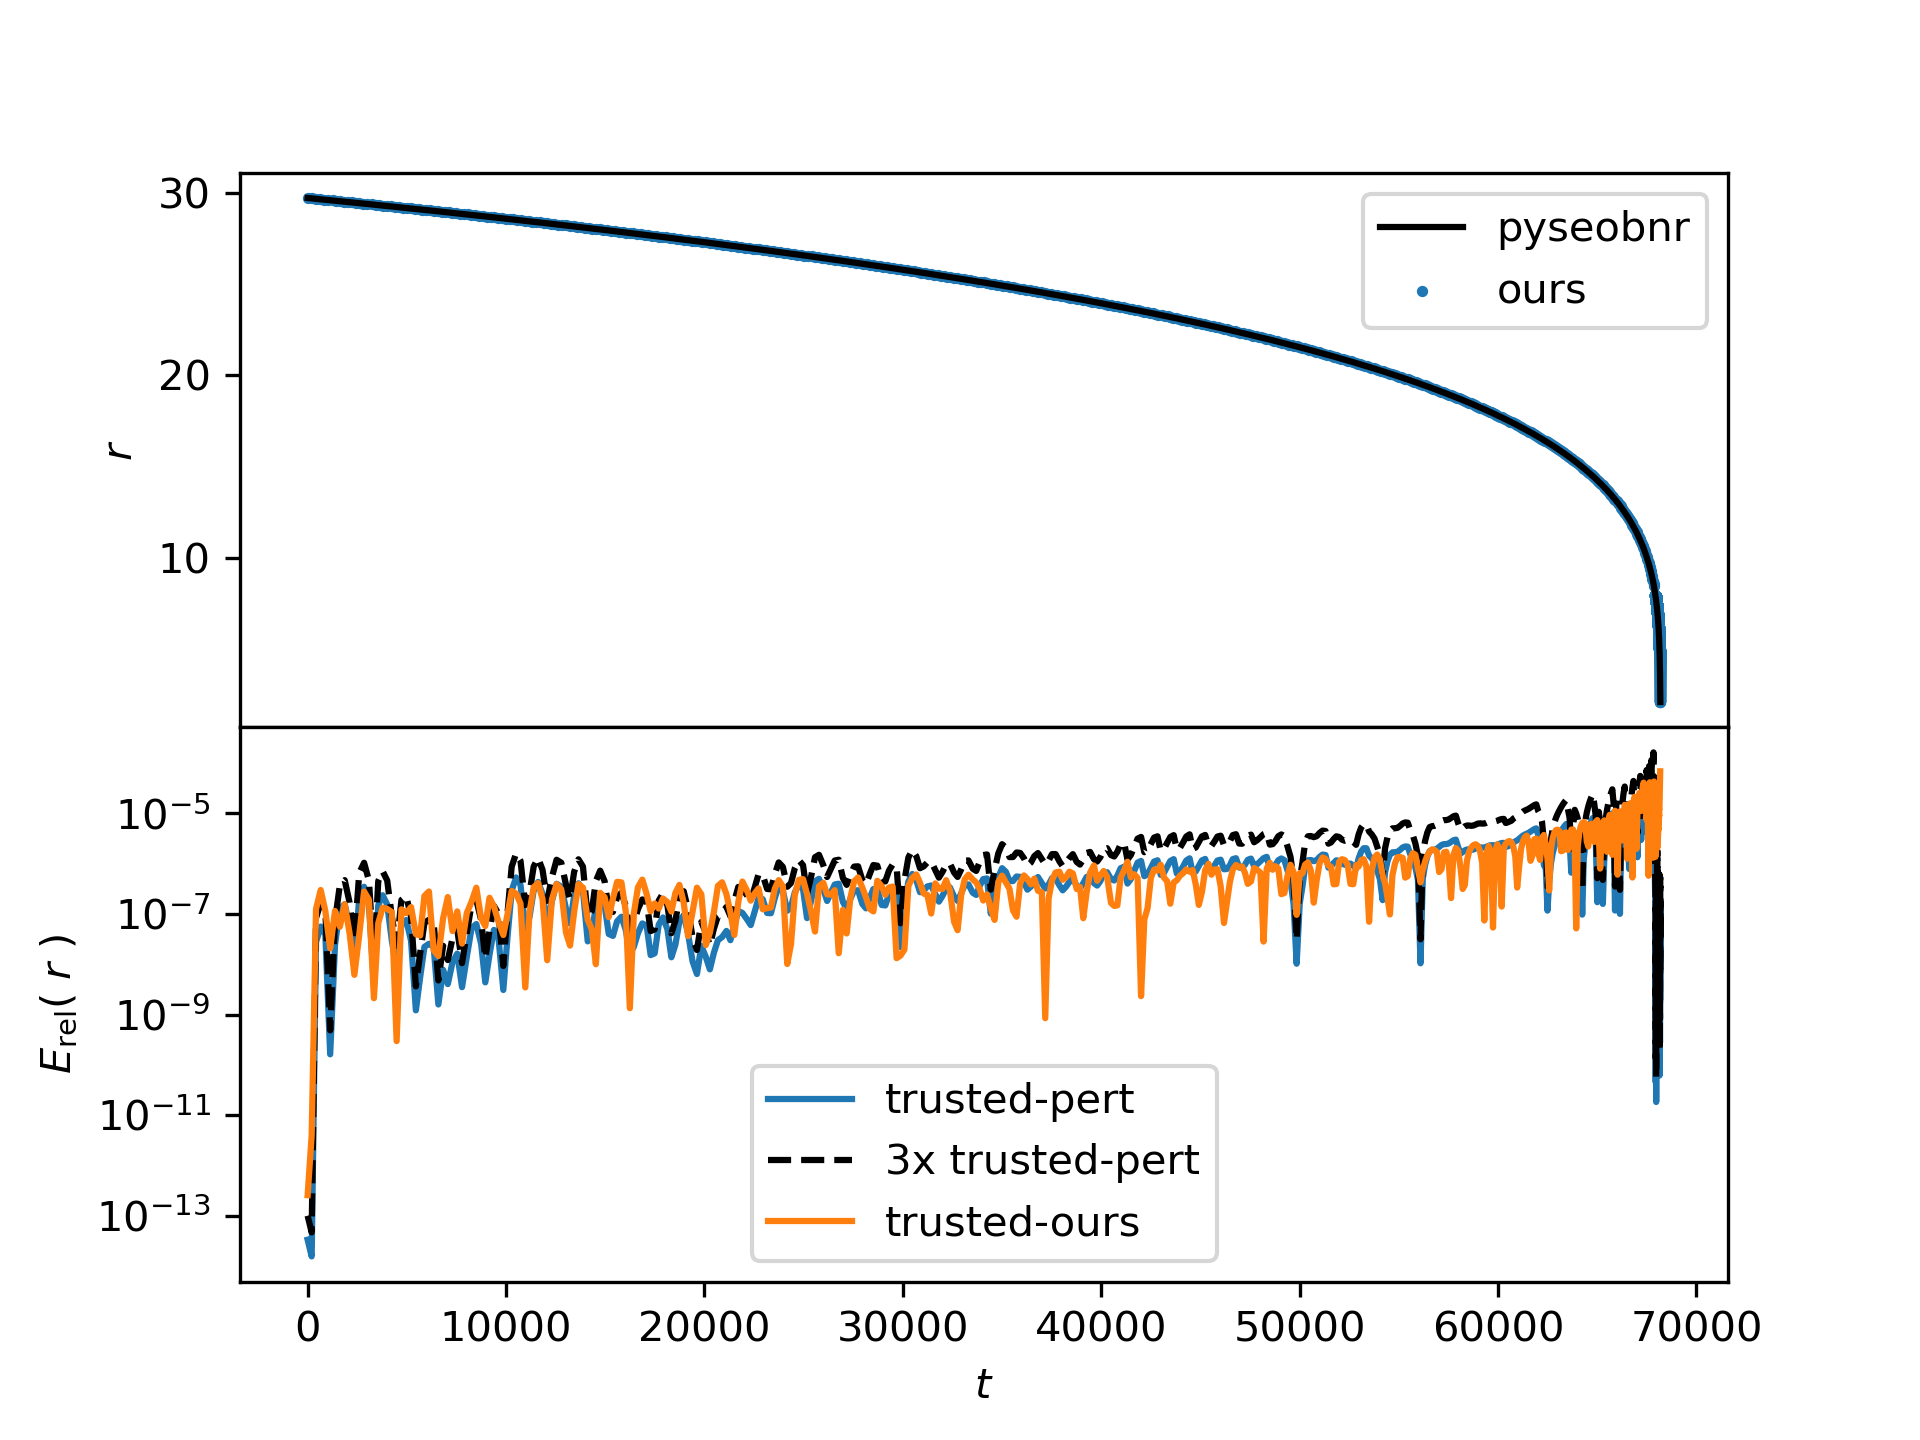 30
20
10
r
pyseobnr
ours
10^-5
10^-7
10^-9
10^-11
10^-13
E_rel( r )
trusted-pert
3x trusted-pert
trusted-ours
0 10000 20000 30000 40000 50000 60000 70000
t